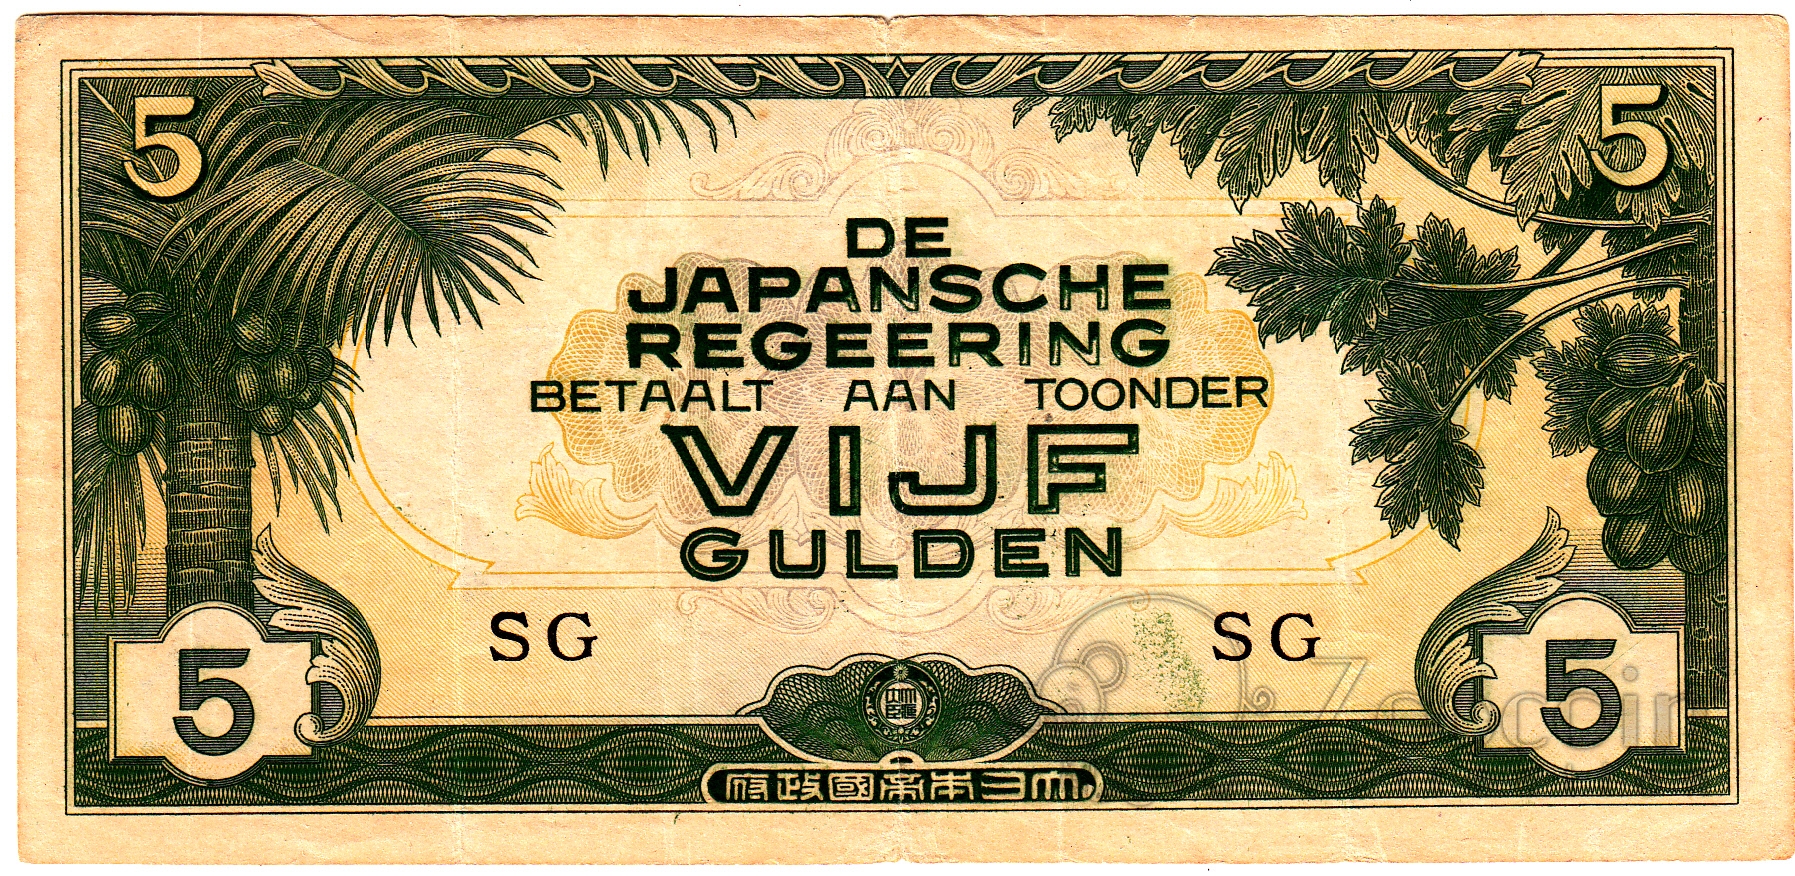 5 5
DE
JAPANSCHE
REGEERING
BETAALT AAN TOONDER
VIJF
GULDEN
SG SG
5 5
大日本帝國政府